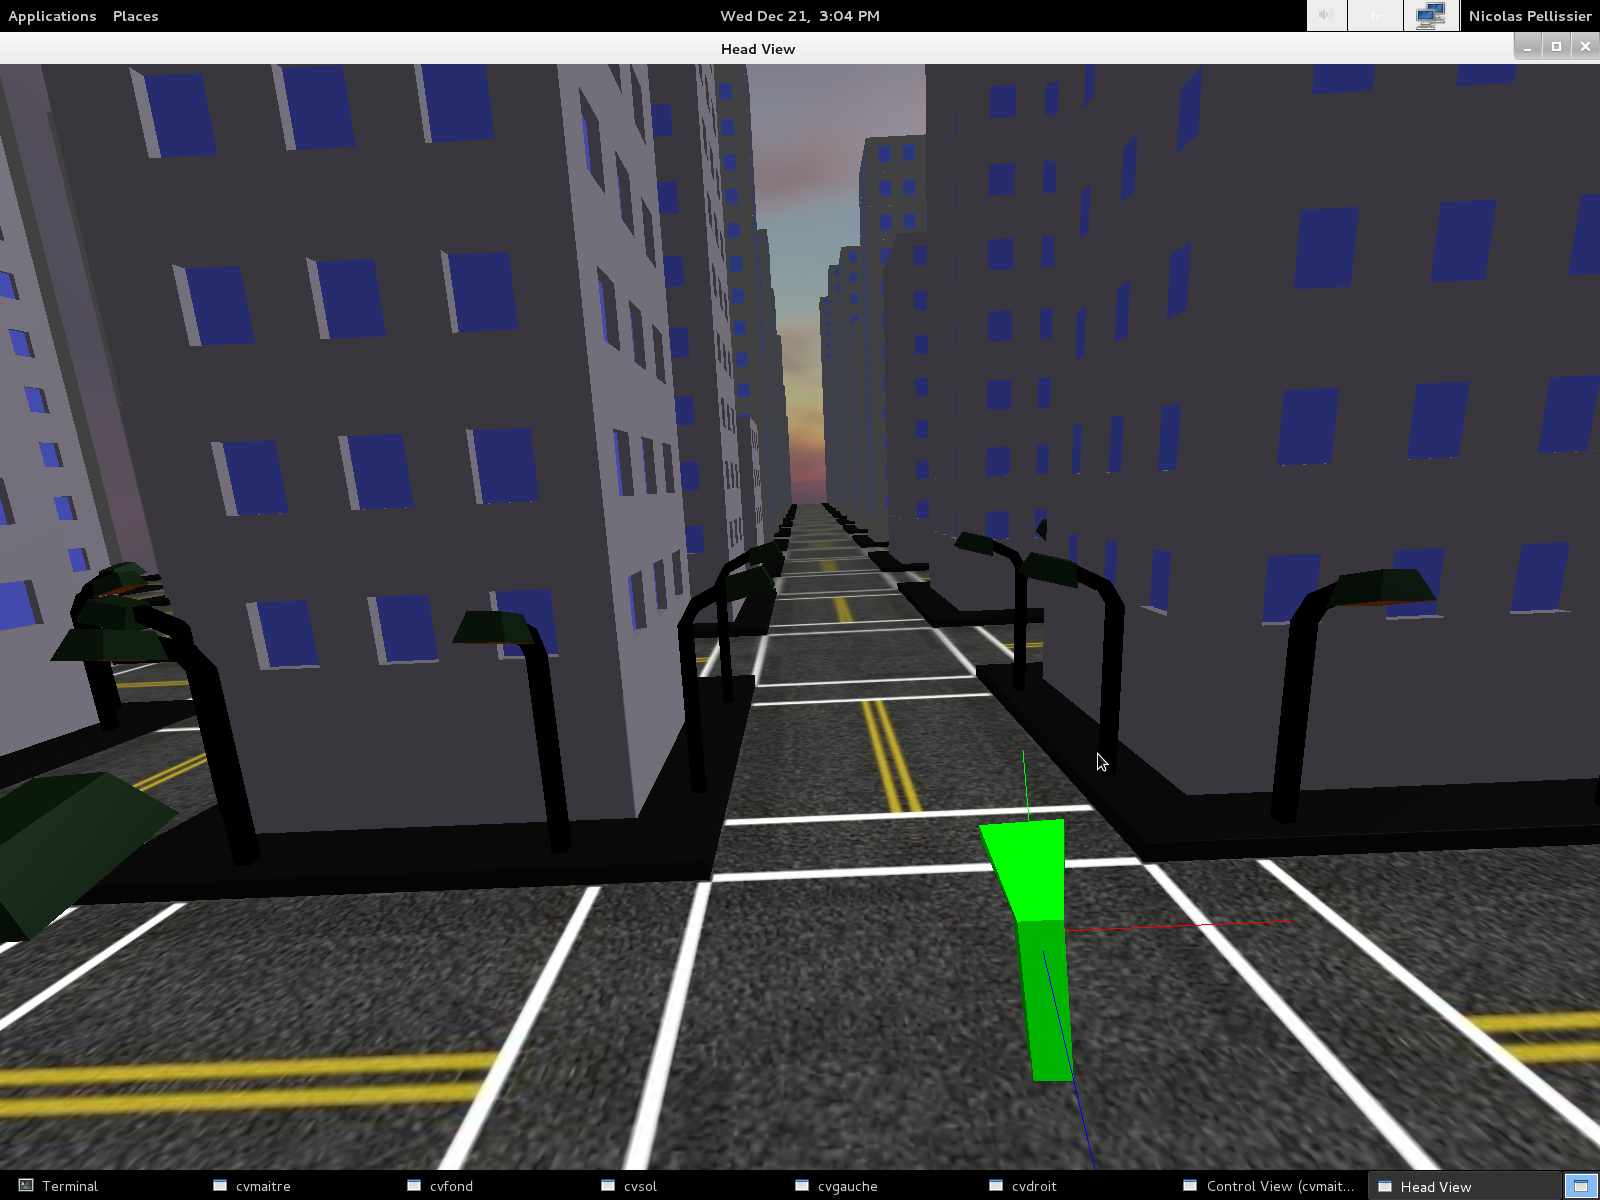 Applications Places Wed Dec 21, 3:04 PM fr Nicolas Pellissier
Head View
Terminal cvmaitre cvfond cvsol cvgauche cvdroit Control View (cvmait... Head View